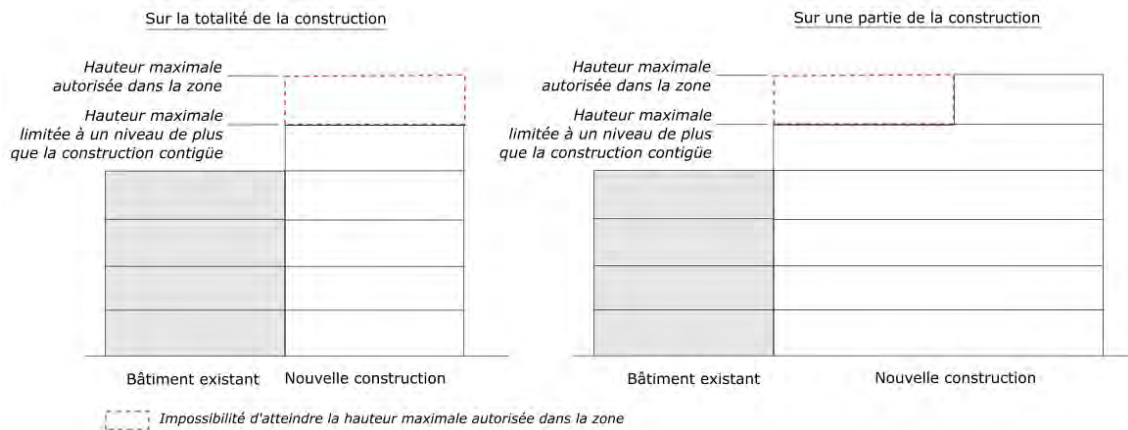 Sur la totalité de la construction
Hauteur maximale
autorisée dans la zone
Hauteur maximale
limitée à un niveau de plus
que la construction contigüe
Bâtiment existant
Nouvelle construction
Sur une partie de la construction
Hauteur maximale
autorisée dans la zone
Hauteur maximale
limitée à un niveau de plus
que la construction contigüe
Bâtiment existant
Nouvelle construction
Impossibilité d'atteindre la hauteur maximale autorisée dans la zone